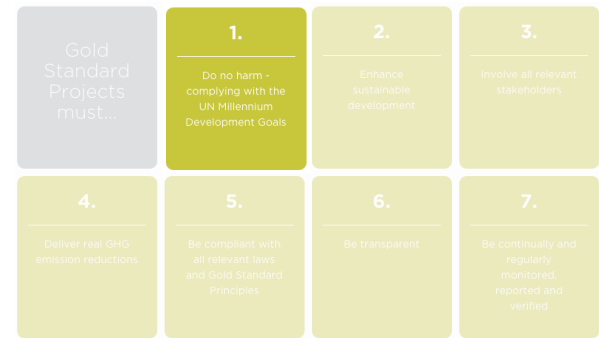 Gold
Standard
Projects
must...
1.
Do no harm -
complying with the
UN Millennium
Development Goals
2.
Enhance
sustainable
development
3.
Involve all relevant
stakeholders
4.
Deliver real GHG
emission reductions
5.
Be compliant with
all relevant laws
and Gold Standard
Principles
6.
Be transparent
7.
Be continually and
regularly
monitored,
reported and
verified